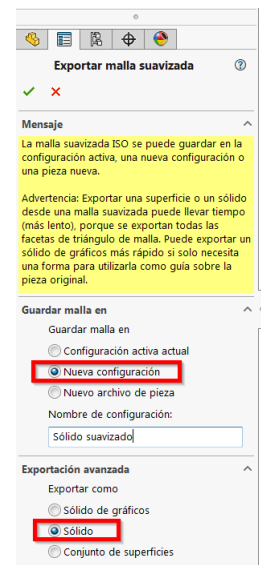 Exportar malla suavizada
Mensaje
La malla suavizada ISO se puede guardar en la
configuración activa, una nueva configuración o
una pieza nueva.
Advertencia: Exportar una superficie o un sólido
desde una malla suavizada puede llevar tiempo
(más lento), porque se exportan todas las
facetas de triángulo de malla. Puede exportar un
sólido de gráficos más rápido si solo necesita
una forma para utilizarla como guía sobre la
pieza original.
Guardar malla en
Guardar malla en
Configuración activa actual
Nueva configuración
Nuevo archivo de pieza
Nombre de configuración:
Sólido suavizado
Exportación avanzada
Exportar como
Sólido de gráficos
Sólido
Conjunto de superficies